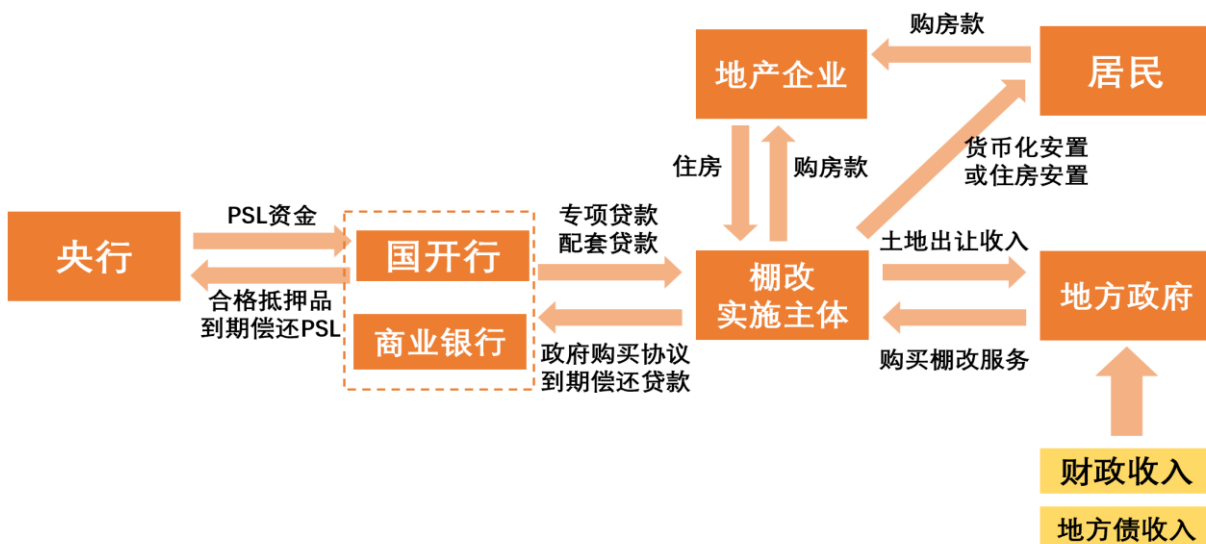 购房款
地产企业
居民
住房
购房款
货币化安置
或住房安置
央行
PSL资金
合格抵押品
到期偿还PSL
国开行
商业银行
专项贷款
配套贷款
政府购买协议
到期偿还贷款
棚改
实施主体
土地出让收入
购买棚改服务
地方政府
财政收入
地方债收入